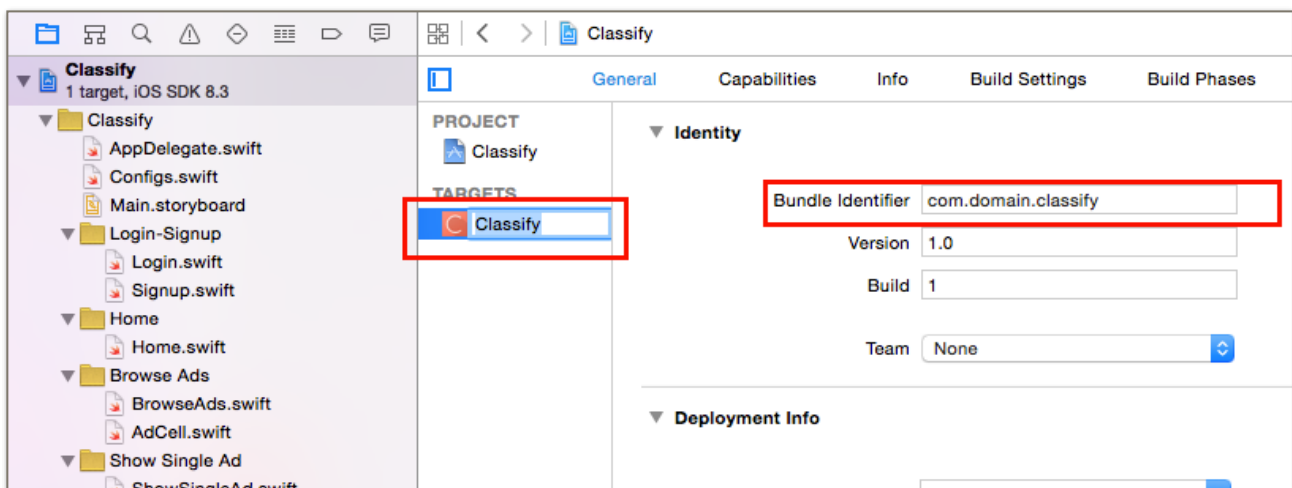 Classify
1 target, iOS SDK 8.3
Classify
AppDelegate.swift
Configs.swift
Main.storyboard
Login-Signup
Login.swift
Signup.swift
Home
Home.swift
Browse Ads
BrowseAds.swift
AdCell.swift
Show Single Ad
ShowSingleAd.swift
Classify
General Capabilities Info Build Settings Build Phases
PROJECT
Classify
TARGETS
Classify
Identity
Bundle Identifier com.domain.classify
Version 1.0
Build 1
Team None
Deployment Info